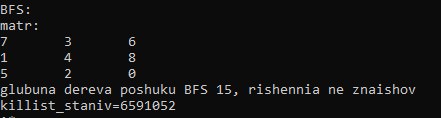 BFS:
matr:
7 3 6
1 4 8
5 2 0
glubuna dereva poshuku BFS 15, rishennia ne znaishov
killist_staniv=6591052